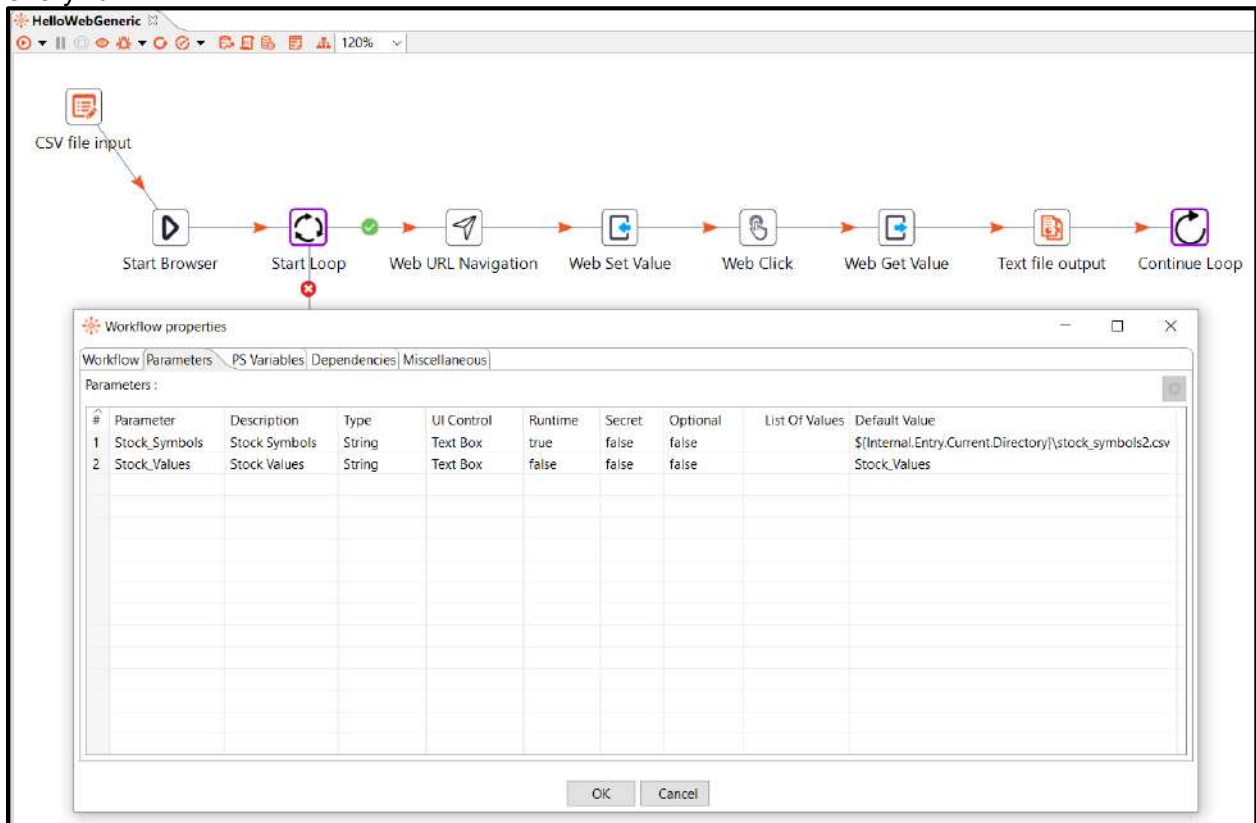 HelloWebGeneric
120%
CSV file input
Start Browser Start Loop Web URL Navigation Web Set Value Web Click Web Get Value Text file output Continue Loop
Workflow properties
Workflow Parameters PS Variables Dependencies Miscellaneous
Parameters :
# Parameter Description Type UI Control Runtime Secret Optional List Of Values Default Value
1 Stock_Symbols Stock Symbols String Text Box true false false ${Internal.Entry.Current.Directory}\stock_symbols2.csv
2 Stock_Values Stock Values String Text Box false false false Stock_Values
OK Cancel